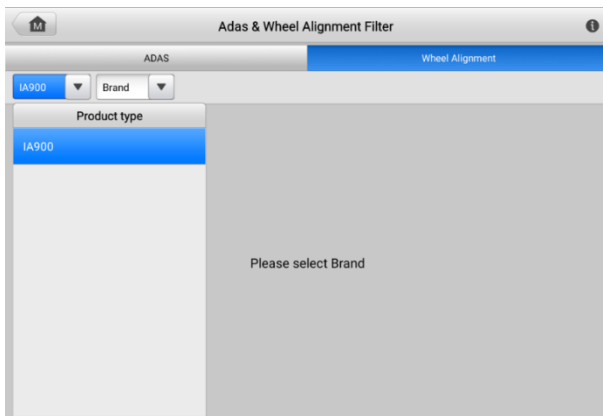 M
Adas & Wheel Alignment Filter
ADAS
Wheel Alignment
IA900
Brand
Product type
IA900
Please select Brand